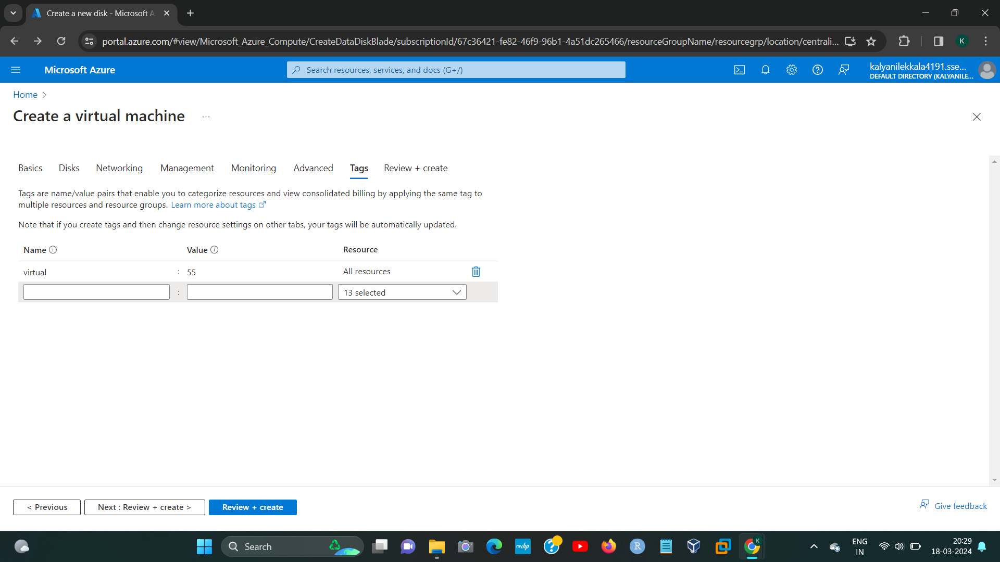 Create a new disk - Microsoft A
portal.azure.com/#view/Microsoft_Azure_Compute/CreateDataDiskBlade/subscriptionId/67c36421-fe82-46f9-96b1-4a51dc265466/resourceGroupName/resourcegrp/location/centrali...
K
Microsoft Azure
Search resources, services, and docs (G+/)
kalyanilekkala4191.sse...
DEFAULT DIRECTORY (KALYANILE...
Home >
Create a virtual machine ...
Basics Disks Networking Management Monitoring Advanced Tags Review + create
Tags are name/value pairs that enable you to categorize resources and view consolidated billing by applying the same tag to
multiple resources and resource groups. Learn more about tags
Note that if you create tags and then change resource settings on other tabs, your tags will be automatically updated.
Name Value Resource
virtual : 55 All resources
: 13 selected
< Previous Next : Review + create > Review + create
Give feedback
Search
myhp
R
K
ENG
IN
20:29
18-03-2024